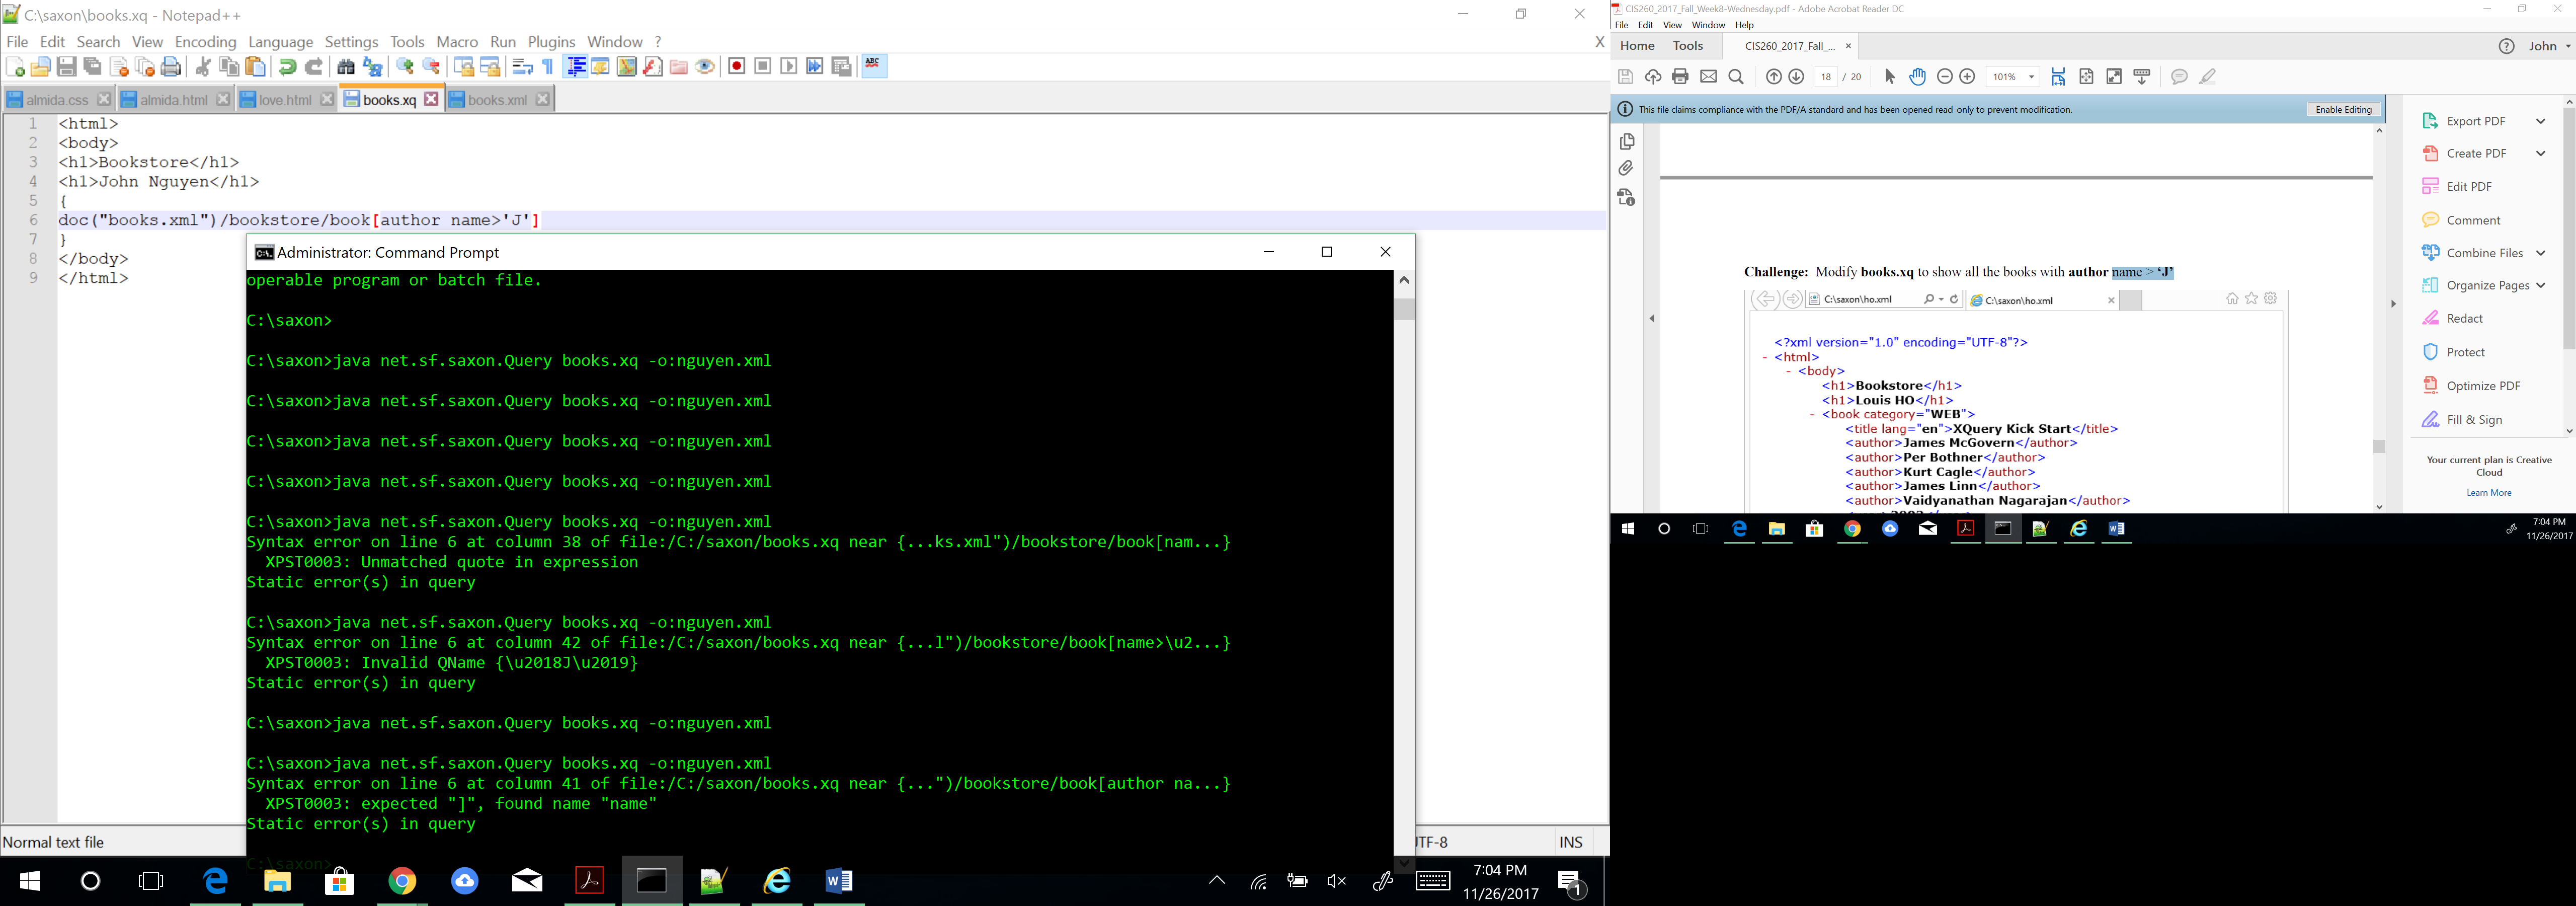 C:\saxon\books.xq - Notepad++
File Edit Search View Encoding Language Settings Tools Macro Run Plugins Window ? X
almida.css almida.html love.html books.xq books.xml
1 <html>
2 <body>
3 <h1>Bookstore</h1>
4 <h1>John Nguyen</h1>
5 {
6 doc("books.xml")/bookstore/book[author name>'J']
7 }
8 </body>
9 </html>
Administrator: Command Prompt
operable program or batch file.
C:\saxon>
C:\saxon>java net.sf.saxon.Query books.xq -o:nguyen.xml
C:\saxon>java net.sf.saxon.Query books.xq -o:nguyen.xml
C:\saxon>java net.sf.saxon.Query books.xq -o:nguyen.xml
C:\saxon>java net.sf.saxon.Query books.xq -o:nguyen.xml
C:\saxon>java net.sf.saxon.Query books.xq -o:nguyen.xml
Syntax error on line 6 at column 38 of file:/C:/saxon/books.xq near {...ks.xml")/bookstore/book[nam...}
XPST0003: Unmatched quote in expression
Static error(s) in query
C:\saxon>java net.sf.saxon.Query books.xq -o:nguyen.xml
Syntax error on line 6 at column 42 of file:/C:/saxon/books.xq near {...l")/bookstore/book[name>\u2...}
XPST0003: Invalid QName {\u2018J\u2019}
Static error(s) in query
C:\saxon>java net.sf.saxon.Query books.xq -o:nguyen.xml
C:\saxon>java net.sf.saxon.Query books.xq -o:nguyen.xml
Syntax error on line 6 at column 41 of file:/C:/saxon/books.xq near {...")/bookstore/book[author na...}
XPST0003: expected "]", found name "name"
Static error(s) in query
C:\saxon>
Normal text file
UTF-8 INS
7:04 PM
11/26/2017
1
CIS260_2017_Fall_Week8-Wednesday.pdf - Adobe Acrobat Reader DC
File Edit View Window Help
Home Tools CIS260_2017_Fall_... × John
18 / 20 101%
This file claims compliance with the PDF/A standard and has been opened read-only to prevent modification. Enable Editing
Challenge: Modify books.xq to show all the books with author name > ‘J’
C:\saxon\ho.xml C:\saxon\ho.xml
<?xml version="1.0" encoding="UTF-8"?>
- <html>
- <body>
<h1>Bookstore</h1>
<h1>Louis HO</h1>
- <book category="WEB">
<title lang="en">XQuery Kick Start</title>
<author>James McGovern</author>
<author>Per Bothner</author>
<author>Kurt Cagle</author>
<author>James Linn</author>
<author>Vaidyanathan Nagarajan</author>
Export PDF
Create PDF
Edit PDF
Comment
Combine Files
Organize Pages
Redact
Protect
Optimize PDF
Fill & Sign
Your current plan is Creative
Cloud
Learn More
7:04 PM
11/26/2017